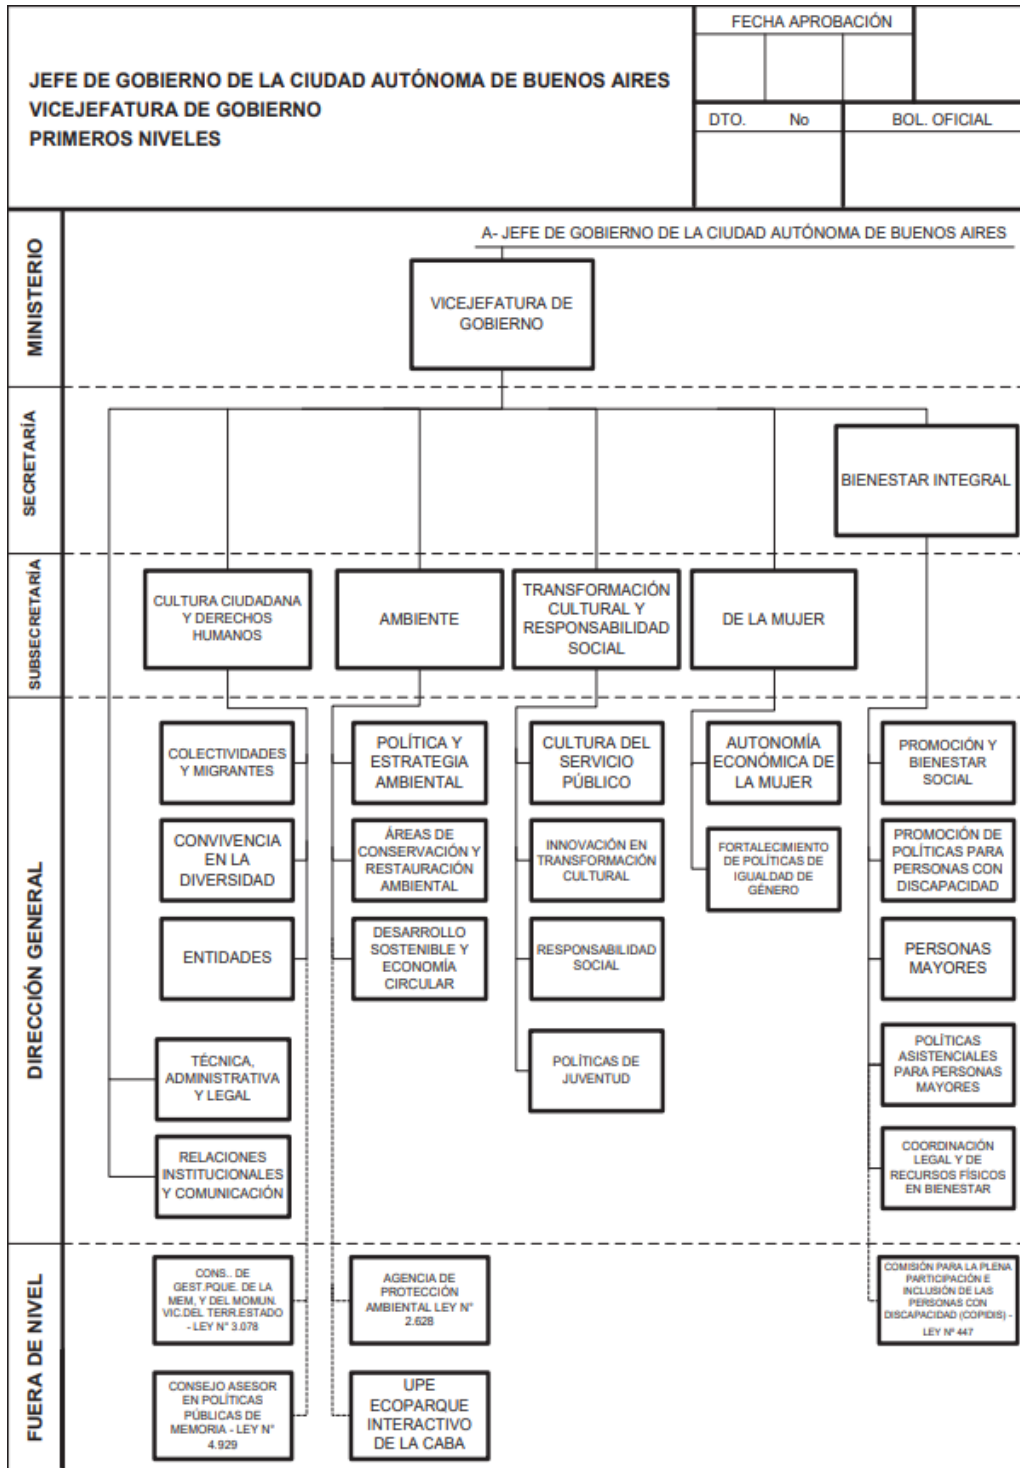 JEFE DE GOBIERNO DE LA CIUDAD AUTÓNOMA DE BUENOS AIRES
VICEJEFATURA DE GOBIERNO
PRIMEROS NIVELES
FECHA APROBACIÓN
DTO. No
BOL. OFICIAL
MINISTERIO
A- JEFE DE GOBIERNO DE LA CIUDAD AUTÓNOMA DE BUENOS AIRES
VICEJEFATURA DE
GOBIERNO
SECRETARÍA
BIENESTAR INTEGRAL
SUBSECRETARÍA
CULTURA CIUDADANA
Y DERECHOS
HUMANOS
AMBIENTE
TRANSFORMACIÓN
CULTURAL Y
RESPONSABILIDAD
SOCIAL
DE LA MUJER
DIRECCIÓN GENERAL
COLECTIVIDADES
Y MIGRANTES
POLÍTICA Y
ESTRATEGIA
AMBIENTAL
CULTURA DEL
SERVICIO
PÚBLICO
AUTONOMÍA
ECONÓMICA DE
LA MUJER
PROMOCIÓN Y
BIENESTAR
SOCIAL
CONVIVENCIA
EN LA
DIVERSIDAD
ÁREAS DE
CONSERVACIÓN Y
RESTAURACIÓN
AMBIENTAL
INNOVACIÓN EN
TRANSFORMACIÓN
CULTURAL
FORTALECIMIENTO
DE POLÍTICAS DE
IGUALDAD DE
GÉNERO
PROMOCIÓN DE
POLÍTICAS PARA
PERSONAS CON
DISCAPACIDAD
ENTIDADES
DESARROLLO
SOSTENIBLE Y
ECONOMÍA
CIRCULAR
RESPONSABILIDAD
SOCIAL
PERSONAS
MAYORES
TÉCNICA,
ADMINISTRATIVA
Y LEGAL
POLÍTICAS DE
JUVENTUD
POLÍTICAS
ASISTENCIALES
PARA PERSONAS
MAYORES
RELACIONES
INSTITUCIONALES
Y COMUNICACIÓN
COORDINACIÓN
LEGAL Y DE
RECURSOS FÍSICOS
EN BIENESTAR
FUERA DE NIVEL
CONS.. DE
GEST.PQUE. DE LA
MEM, Y DEL MOMUN.
VIC.DEL TERR.ESTADO
- LEY N° 3.078
AGENCIA DE
PROTECCIÓN
AMBIENTAL LEY N°
2.628
COMISIÓN PARA LA PLENA
PARTICIPACIÓN E
INCLUSIÓN DE LAS
PERSONAS CON
DISCAPACIDAD (COPIDIS) -
LEY Nº 447
CONSEJO ASESOR
EN POLÍTICAS
PÚBLICAS DE
MEMORIA - LEY N°
4.929
UPE
ECOPARQUE
INTERACTIVO
DE LA CABA